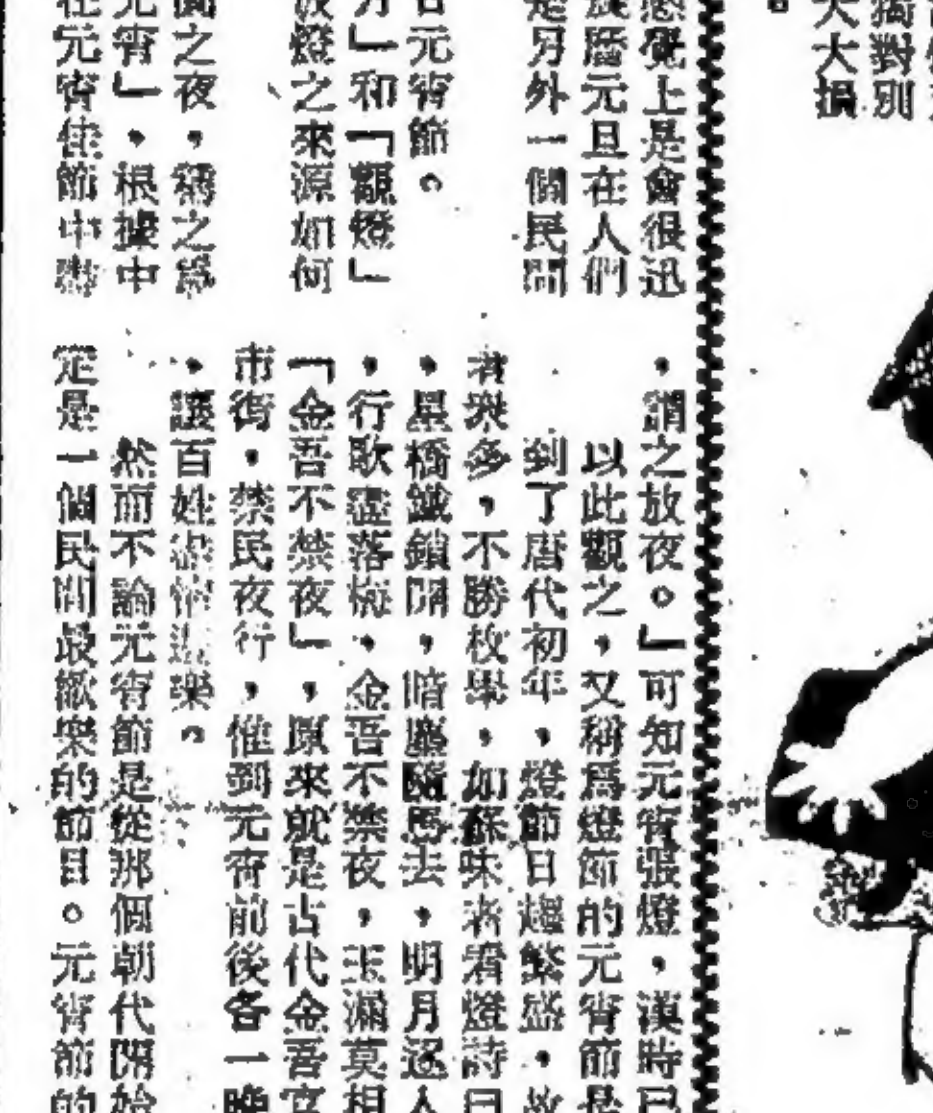 大大損
獨對別
感覺上是會很迅
旋曆元旦在人們
是另外一個民間
日元宵節。
月」和「觀燈」
放燈之來源如何
圓之夜,稱之爲
元宵」,根據中
在元宵佳節中
,謂之放夜。」可知元宵張燈,漢時已
以此觀之,又稱爲燈節的元宵節是
到了唐代初年,燈節日趨繁盛,故
者衆多,不勝枚舉,如蘇味者看燈詩曰
,星橋鐵鎖開,暗塵隨馬去,明月逐人
,行歌盡落梅,金吾不禁夜,玉漏莫相
「金吾不禁夜」,原來就是古代金吾官
市街,禁民夜行,惟到元宵前後各一晚
,讓百姓盡情遊樂。
然而不論元宵節是從那個朝代開始
定是一個民間最歡樂的節目。元宵節的